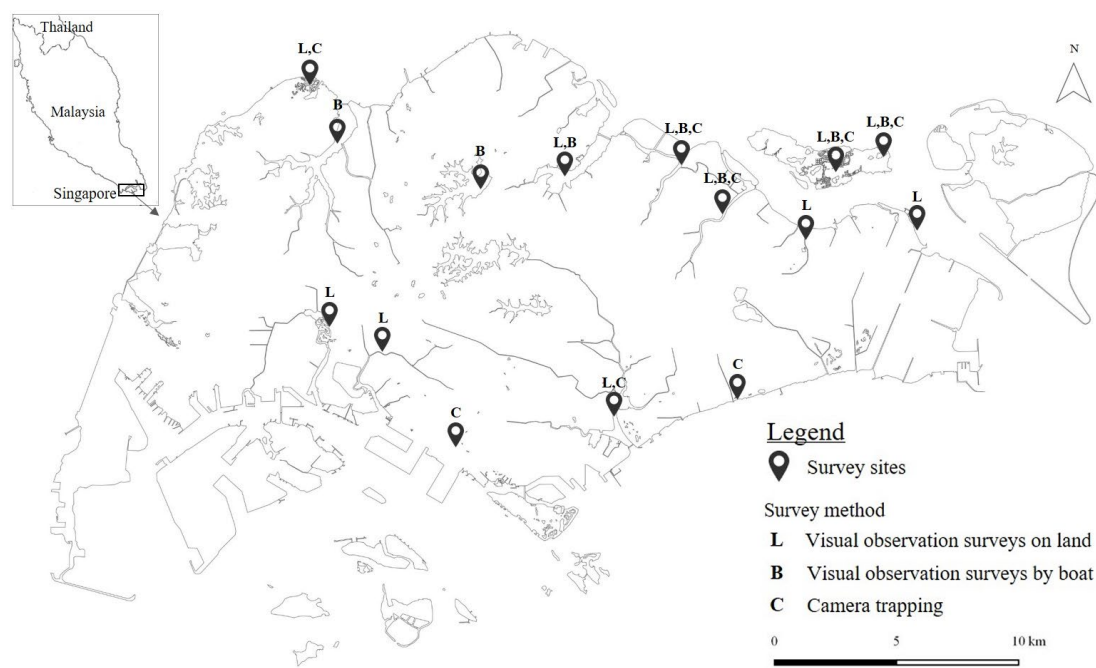 Thailand
Malaysia
Singapore
L,C
B
B
L,B
L,B,C
L,B,C
L,B,C
L,B,C
L
L
N
L
L
L,C
C
C
Legend
Survey sites
Survey method
L Visual observation surveys on land
B Visual observation surveys by boat
C Camera trapping
0 5 10 km